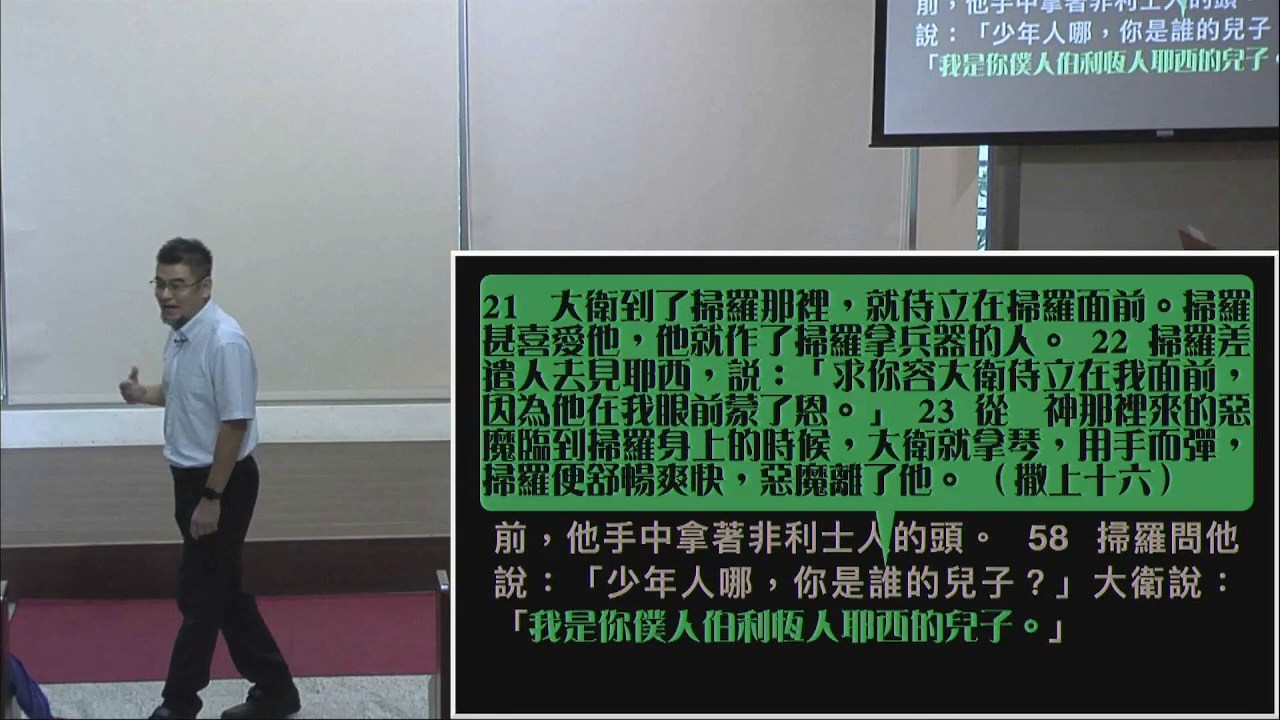 前，他手中拿著非利士人的頭。
說：「少年人哪，你是誰的兒子
「我是你僕人伯利恆人耶西的兒子。
21 大衛到了掃羅那裡，就侍立在掃羅面前。掃羅
甚喜愛他，他就作了掃羅拿兵器的人。 22 掃羅差
遣人去見耶西，說：「求你容大衛侍立在我面前，
因為他在我眼前蒙了恩。」 23 從　神那裡來的惡
魔臨到掃羅身上的時候，大衛就拿琴，用手而彈，
掃羅便舒暢爽快，惡魔離了他。（撒上十六）
前，他手中拿著非利士人的頭。 58 掃羅問他
說：「少年人哪，你是誰的兒子？」大衛說：
「我是你僕人伯利恆人耶西的兒子。」